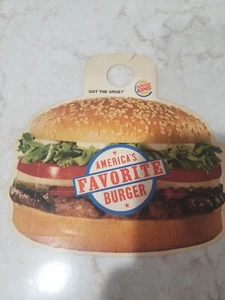 GOT THE URGE?
BURGER
KING
AMERICA'S
FAVORITE
BURGER